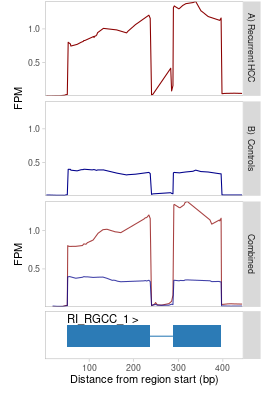 1.0
0.5
FPM
A) Recurrent HCC
1.0
0.5
B) Controls
1.0
0.5
FPM
Combined
RI_RGCC_1 >
100
200
300
400
Distance from region start (bp)